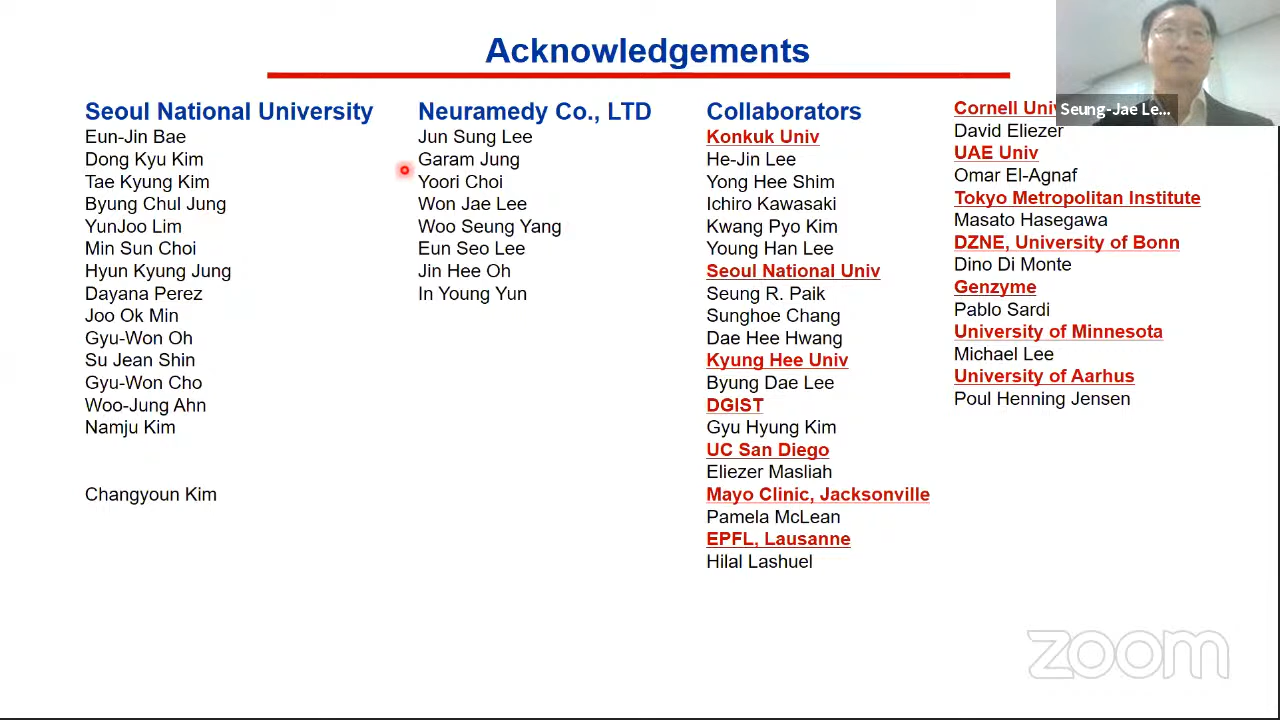 Acknowledgements
Seoul National University
Eun-Jin Bae
Dong Kyu Kim
Tae Kyung Kim
Byung Chul Jung
YunJoo Lim
Min Sun Choi
Hyun Kyung Jung
Dayana Perez
Joo Ok Min
Gyu-Won Oh
Su Jean Shin
Gyu-Won Cho
Woo-Jung Ahn
Namju Kim
Changyoun Kim
Neuramedy Co., LTD
Jun Sung Lee
Garam Jung
Yoori Choi
Won Jae Lee
Woo Seung Yang
Eun Seo Lee
Jin Hee Oh
In Young Yun
Collaborators
Konkuk Univ
He-Jin Lee
Yong Hee Shim
Ichiro Kawasaki
Kwang Pyo Kim
Young Han Lee
Seoul National Univ
Seung R. Paik
Sunghoe Chang
Dae Hee Hwang
Kyung Hee Univ
Byung Dae Lee
DGIST
Gyu Hyung Kim
UC San Diego
Eliezer Masliah
Mayo Clinic, Jacksonville
Pamela McLean
EPFL, Lausanne
Hilal Lashuel
Cornell Univ
David Eliezer
UAE Univ
Omar El-Agnaf
Tokyo Metropolitan Institute
Masato Hasegawa
DZNE, University of Bonn
Dino Di Monte
Genzyme
Pablo Sardi
University of Minnesota
Michael Lee
University of Aarhus
Poul Henning Jensen
Seung-Jae Le...
zoom